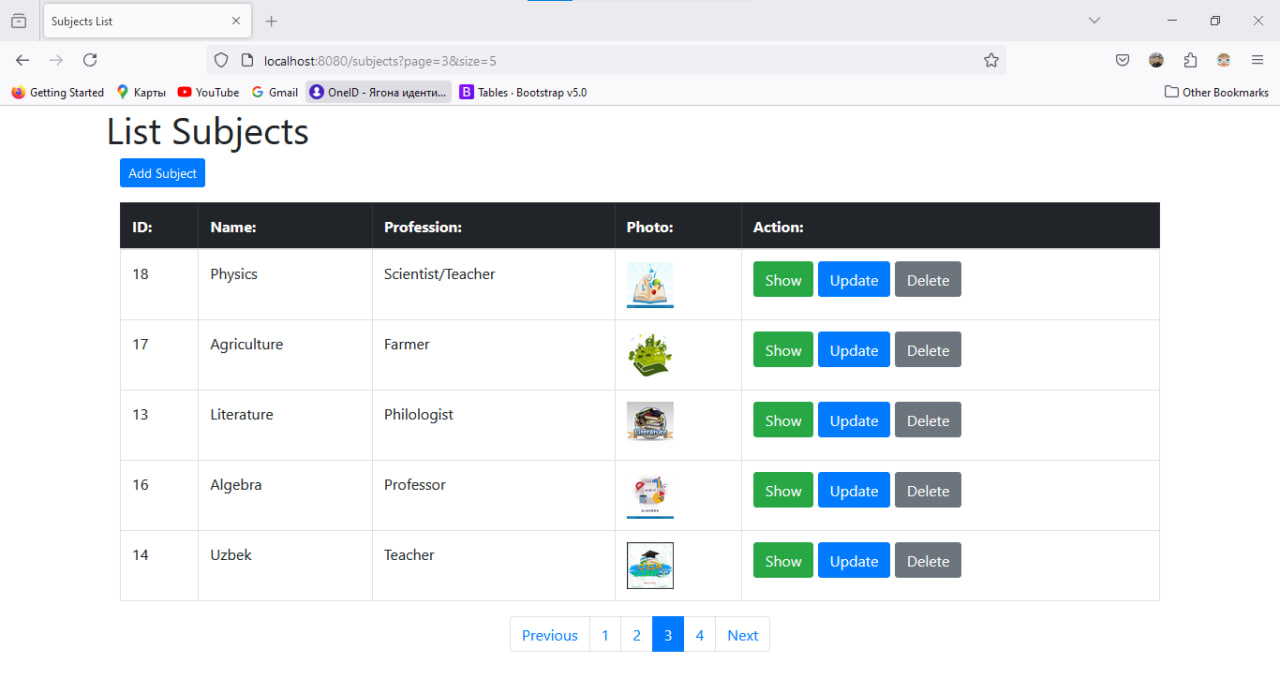 Subjects List
localhost:8080/subjects?page=3&size=5
Getting Started Карты YouTube Gmail OneID - Ягона иденти... Tables · Bootstrap v5.0 Other Bookmarks
List Subjects
Add Subject
ID: Name: Profession: Photo: Action:
18 Physics Scientist/Teacher Show Update Delete
17 Agriculture Farmer Show Update Delete
13 Literature Philologist Show Update Delete
16 Algebra Professor Show Update Delete
14 Uzbek Teacher Show Update Delete
Previous 1 2 3 4 Next